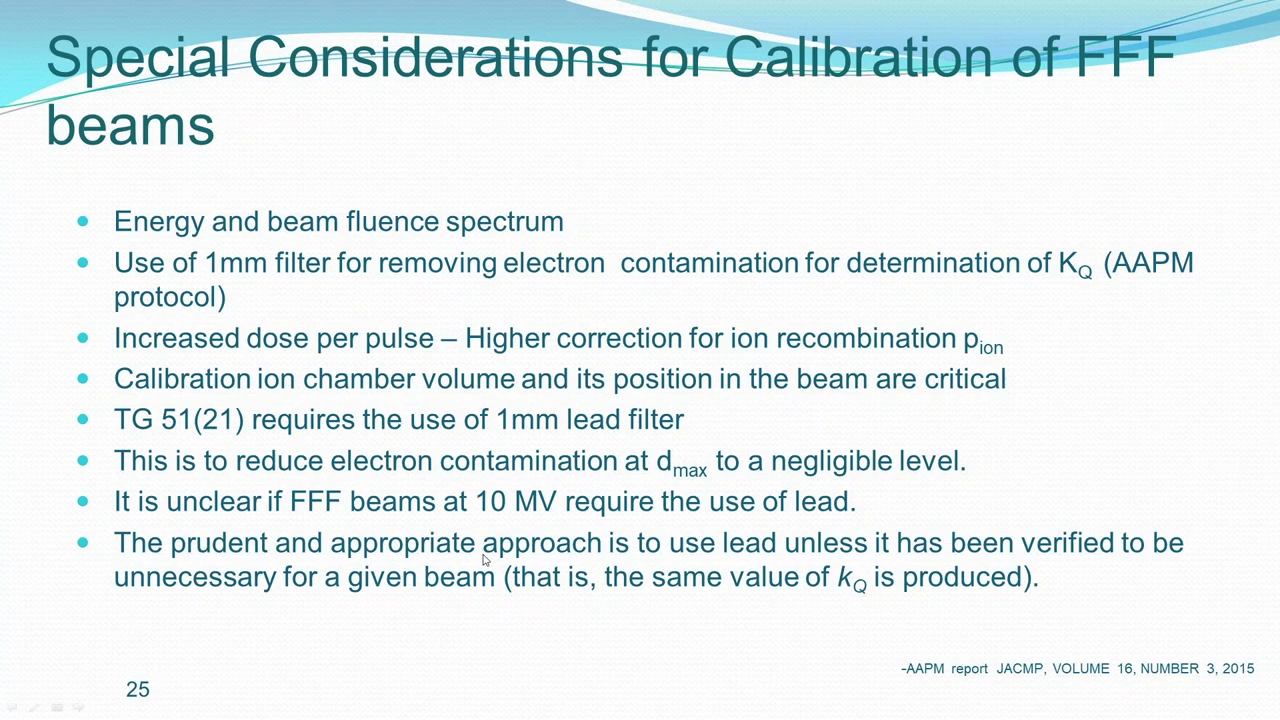 Special Considerations for Calibration of FFF
beams
• Energy and beam fluence spectrum
• Use of 1mm filter for removing electron contamination for determination of KQ (AAPM
protocol)
• Increased dose per pulse – Higher correction for ion recombination pion
• Calibration ion chamber volume and its position in the beam are critical
• TG 51(21) requires the use of 1mm lead filter
• This is to reduce electron contamination at dmax to a negligible level.
• It is unclear if FFF beams at 10 MV require the use of lead.
• The prudent and appropriate approach is to use lead unless it has been verified to be
unnecessary for a given beam (that is, the same value of kQ is produced).
-AAPM report JACMP, VOLUME 16, NUMBER 3, 2015
25